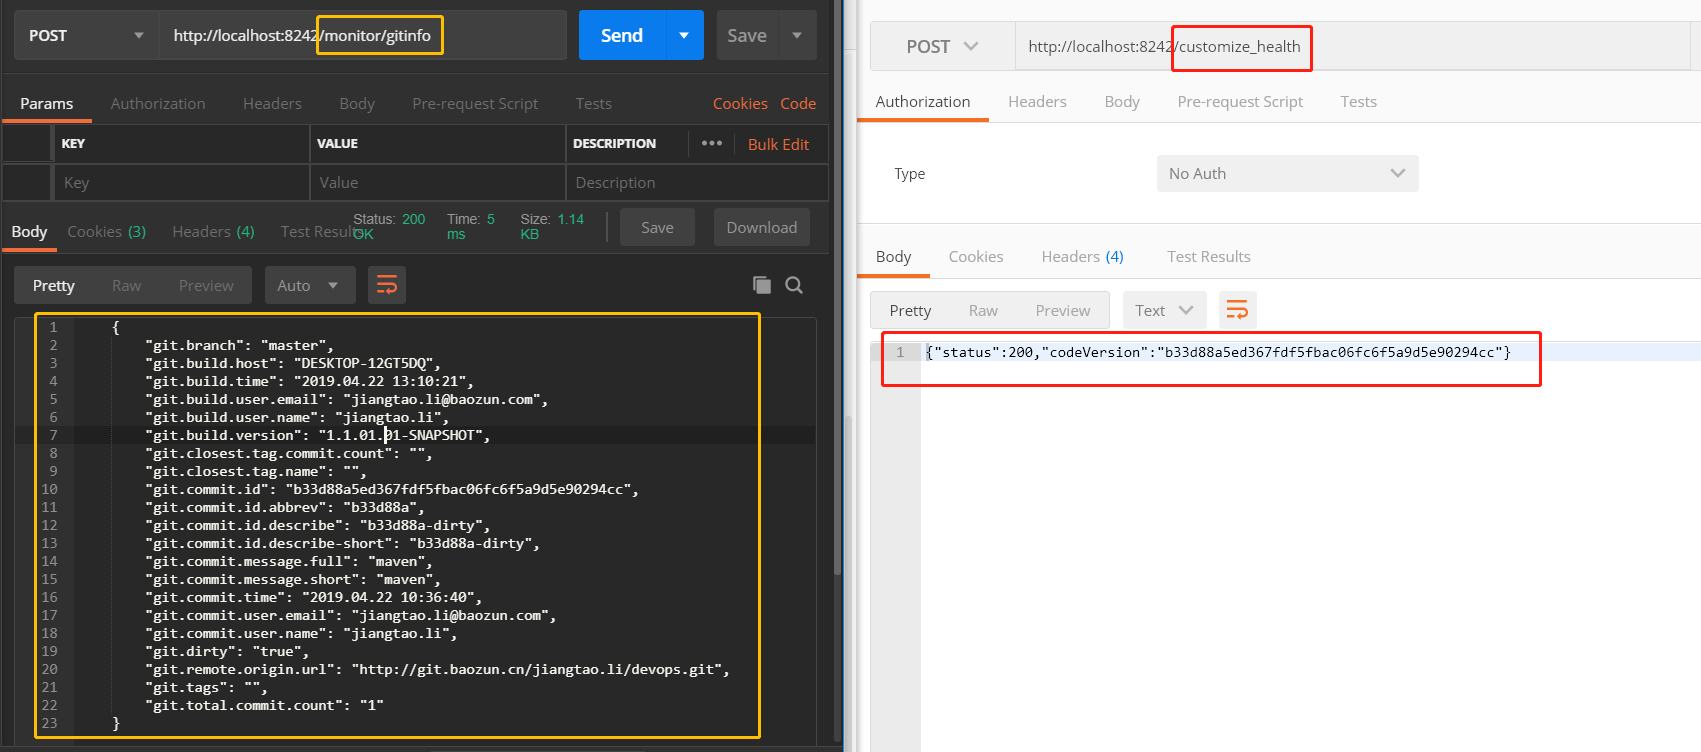 POST
http://localhost:8242/monitor/gitinfo
Send
Save
Params
Authorization
Headers
Body
Pre-request Script
Tests
Cookies
Code
KEY
VALUE
DESCRIPTION
•••
Bulk Edit
Key
Value
Description
Body
Cookies (3)
Headers (4)
Test Results
Status: 200 OK
Time: 5 ms
Size: 1.14 KB
Save
Download
Pretty
Raw
Preview
Auto
1 {
2 "git.branch": "master",
3 "git.build.host": "DESKTOP-12GT5DQ",
4 "git.build.time": "2019.04.22 13:10:21",
5 "git.build.user.email": "jiangtao.li@baozun.com",
6 "git.build.user.name": "jiangtao.li",
7 "git.build.version": "1.1.01.01-SNAPSHOT",
8 "git.closest.tag.commit.count": "",
9 "git.closest.tag.name": "",
10 "git.commit.id": "b33d88a5ed367fdf5fbac06fc6f5a9d5e90294cc",
11 "git.commit.id.abbrev": "b33d88a",
12 "git.commit.id.describe": "b33d88a-dirty",
13 "git.commit.id.describe-short": "b33d88a-dirty",
14 "git.commit.message.full": "maven",
15 "git.commit.message.short": "maven",
16 "git.commit.time": "2019.04.22 10:36:40",
17 "git.commit.user.email": "jiangtao.li@baozun.com",
18 "git.commit.user.name": "jiangtao.li",
19 "git.dirty": "true",
20 "git.remote.origin.url": "http://git.baozun.cn/jiangtao.li/devops.git",
21 "git.tags": "",
22 "git.total.commit.count": "1"
23 }
POST
http://localhost:8242/customize_health
Authorization
Headers
Body
Pre-request Script
Tests
Type
No Auth
Body
Cookies
Headers (4)
Test Results
Pretty
Raw
Preview
Text
1 {"status":200,"codeVersion":"b33d88a5ed367fdf5fbac06fc6f5a9d5e90294cc"}